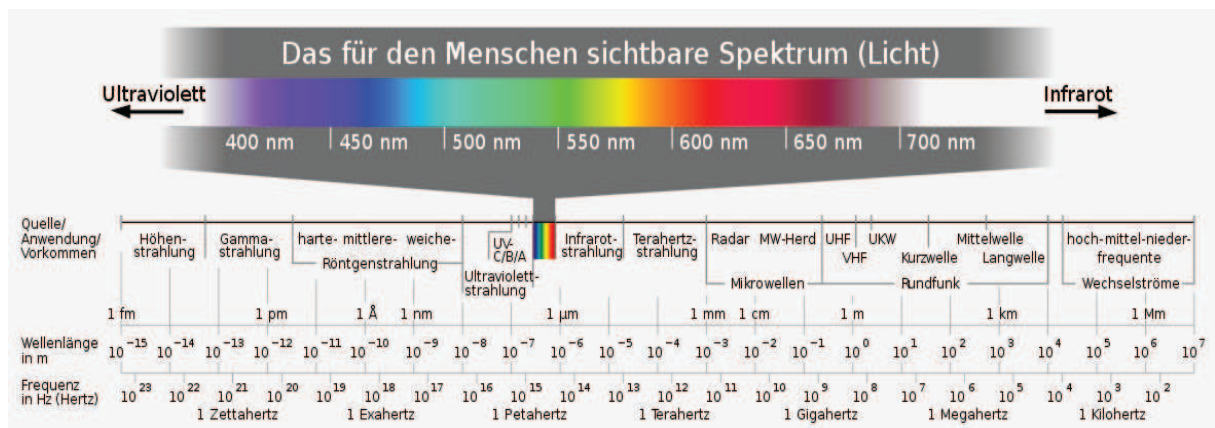 Das für den Menschen sichtbare Spektrum (Licht)
Ultraviolett
Infrarot
400 nm 450 nm 500 nm 550 nm 600 nm 650 nm 700 nm
Quelle/
Anwendung/
Vorkommen
Höhen-
strahlung
Gamma-
strahlung
harte- mittlere- weiche-
Röntgenstrahlung
UV-
C/B/A
Ultraviolett-
strahlung
Infrarot-
strahlung
Terahertz-
strahlung
Radar MW-Herd
Mikrowellen
UHF UKW Mittelwelle
VHF Kurzwelle Langwelle
Rundfunk
hoch-mittel-nieder-
frequente
Wechselströme
1 fm 1 pm 1 Å 1 nm 1 µm 1 mm 1 cm 1 m 1 km 1 Mm
Wellenlänge
in m
10⁻¹⁵ 10⁻¹⁴ 10⁻¹³ 10⁻¹² 10⁻¹¹ 10⁻¹⁰ 10⁻⁹ 10⁻⁸ 10⁻⁷ 10⁻⁶ 10⁻⁵ 10⁻⁴ 10⁻³ 10⁻² 10⁻¹ 10⁰ 10¹ 10² 10³ 10⁴ 10⁵ 10⁶ 10⁷
Frequenz
in Hz (Hertz)
10²³ 10²² 10²¹ 10²⁰ 10¹⁹ 10¹⁸ 10¹⁷ 10¹⁶ 10¹⁵ 10¹⁴ 10¹³ 10¹² 10¹¹ 10¹⁰ 10⁹ 10⁸ 10⁷ 10⁶ 10⁵ 10⁴ 10³ 10²
1 Zettahertz 1 Exahertz 1 Petahertz 1 Terahertz 1 Gigahertz 1 Megahertz 1 Kilohertz